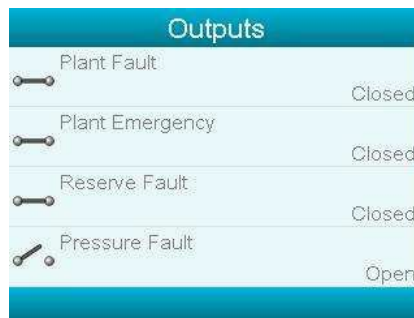 Outputs
Plant Fault
Closed
Plant Emergency
Closed
Reserve Fault
Closed
Pressure Fault
Open